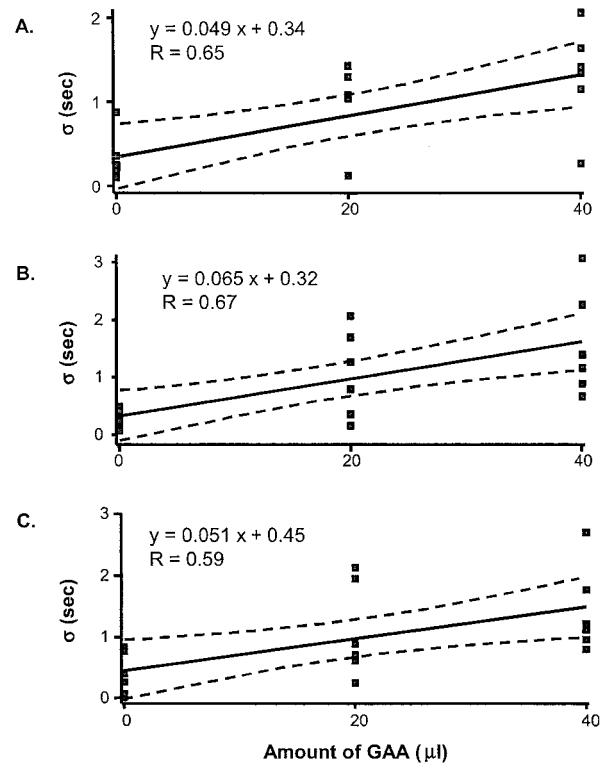 A.
y = 0.049 x + 0.34
R = 0.65
σ (sec)
2
1
0
0 20 40
B.
y = 0.065 x + 0.32
R = 0.67
σ (sec)
3
2
1
0
0 20 40
C.
y = 0.051 x + 0.45
R = 0.59
σ (sec)
3
2
1
0
0 20 40
Amount of GAA (μl)